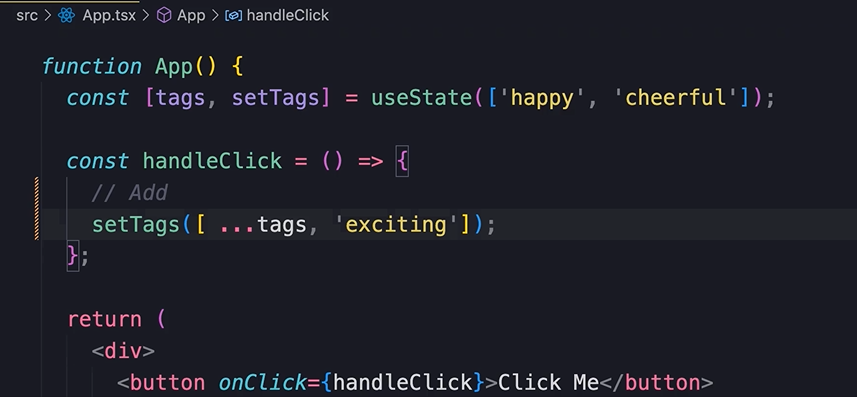 src > App.tsx > App > handleClick
function App() {
const [tags, setTags] = useState(['happy', 'cheerful']);
const handleClick = () => {
// Add
setTags([ ...tags, 'exciting']);
};
return (
<div>
<button onClick={handleClick}>Click Me</button>